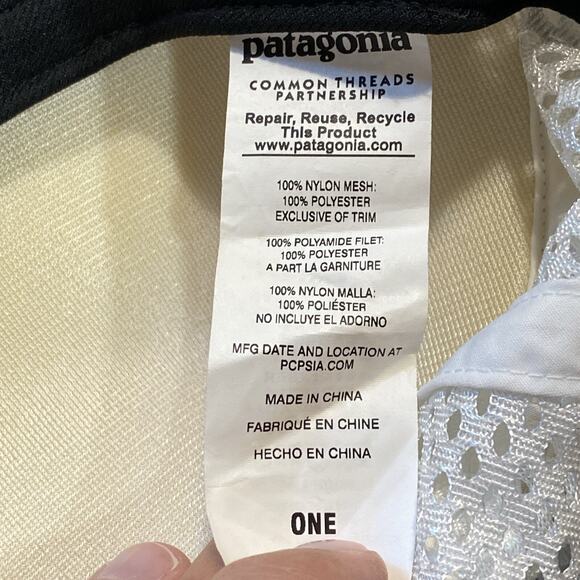 patagonia
COMMON THREADS
PARTNERSHIP
Repair, Reuse, Recycle
This Product
www.patagonia.com
100% NYLON MESH:
100% POLYESTER
EXCLUSIVE OF TRIM
100% POLYAMIDE FILET:
100% POLYESTER
A PART LA GARNITURE
100% NYLON MALLA:
100% POLIÉSTER
NO INCLUYE EL ADORNO
MFG DATE AND LOCATION AT
PCPSIA.COM
MADE IN CHINA
FABRIQUÉ EN CHINE
HECHO EN CHINA
ONE